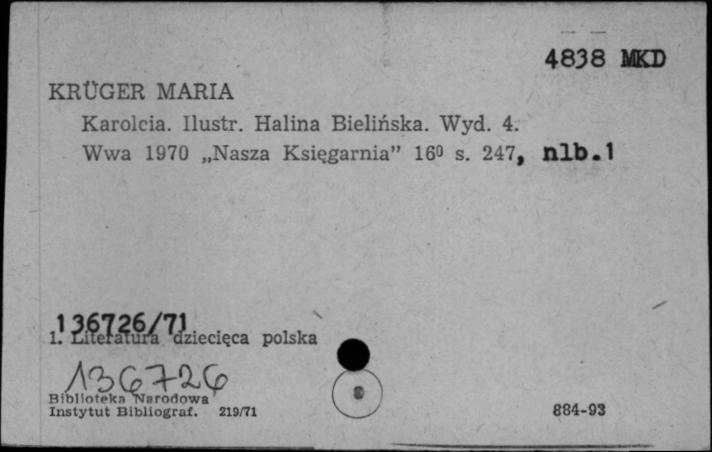 4838 MKD
KRÜGER MARIA
Karolcia. Ilustr. Halina Bielińska. Wyd. 4.
Wwa 1970 „Nasza Księgarnia” 16⁰ s. 247, nlb.1
136726/71
1. Literatura dziecięca polska
136726
Biblioteka Narodowa
Instytut Bibliograf. 219/71
884-93